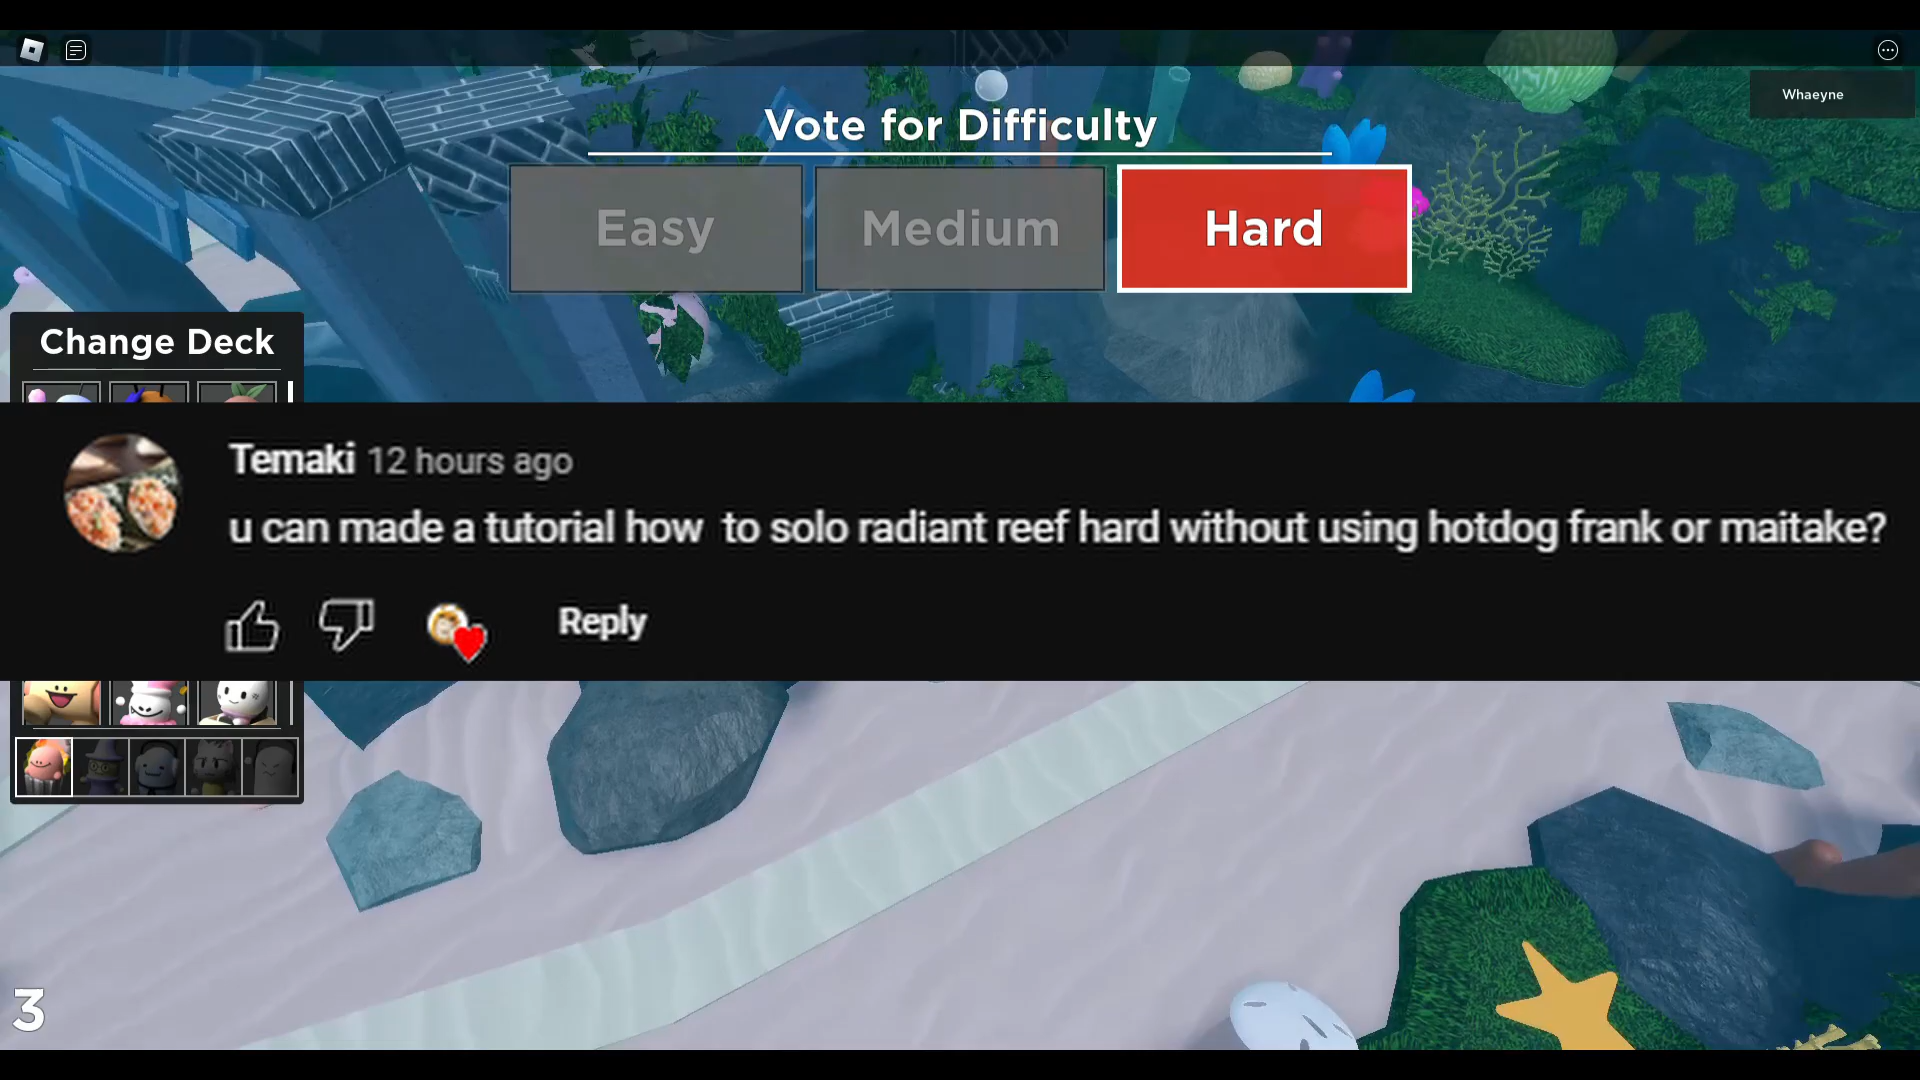 Whaeyne
Vote for Difficulty
Easy
Medium
Hard
Change Deck
Temaki 12 hours ago
u can made a tutorial how  to solo radiant reef hard without using hotdog frank or maitake?
Reply
3